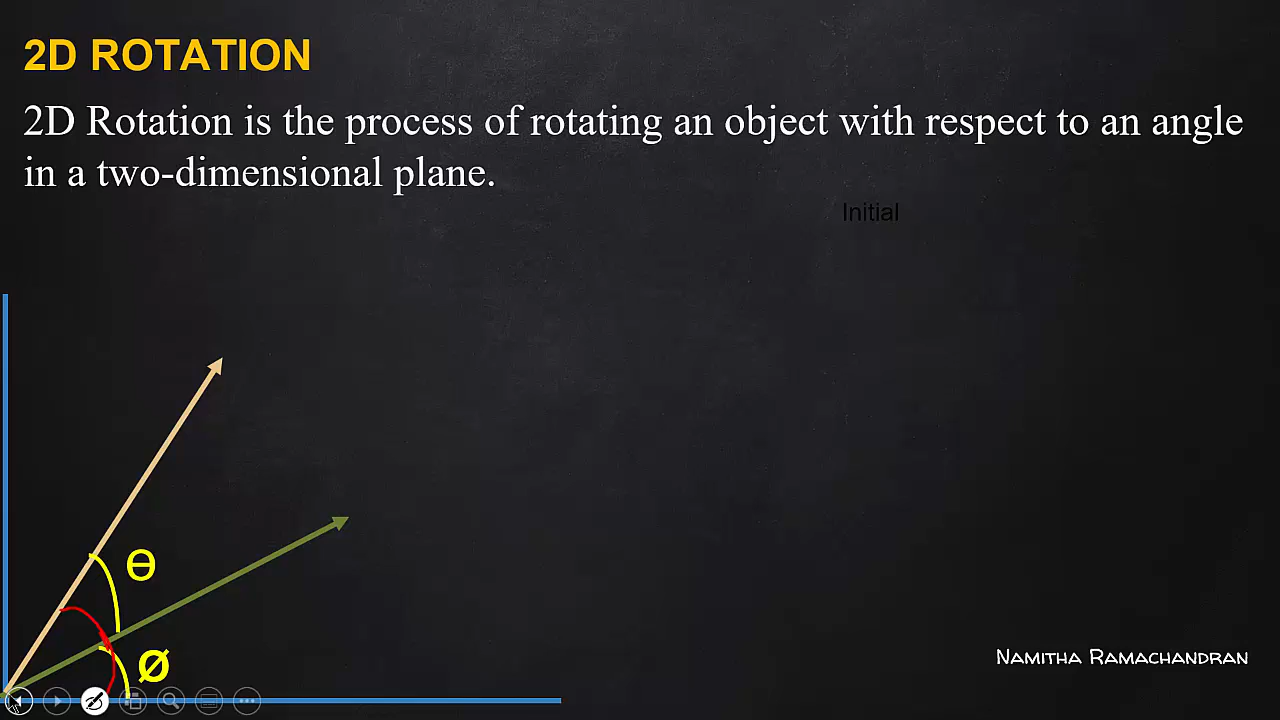 2D ROTATION
2D Rotation is the process of rotating an object with respect to an angle
in a two-dimensional plane.
Initial
ϴ
Ø
Namitha Ramachandran